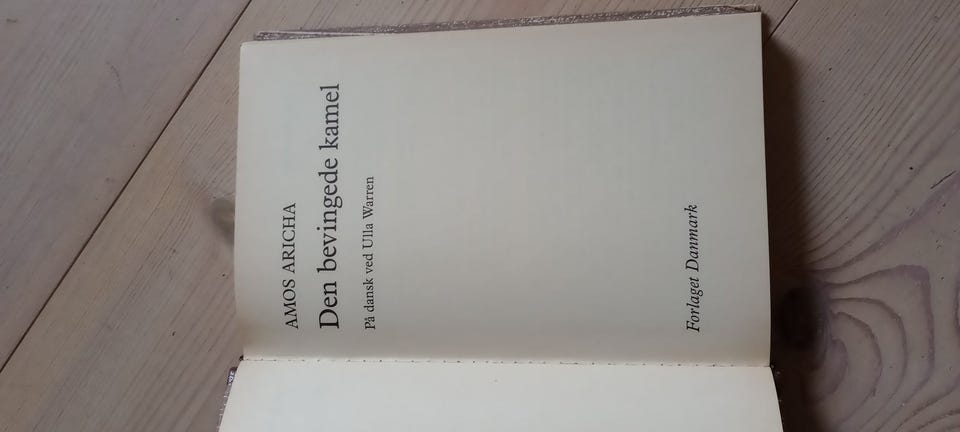 AMOS ARICHA
Den bevingede kamel
På dansk ved Ulla Warren
Forlaget Danmark